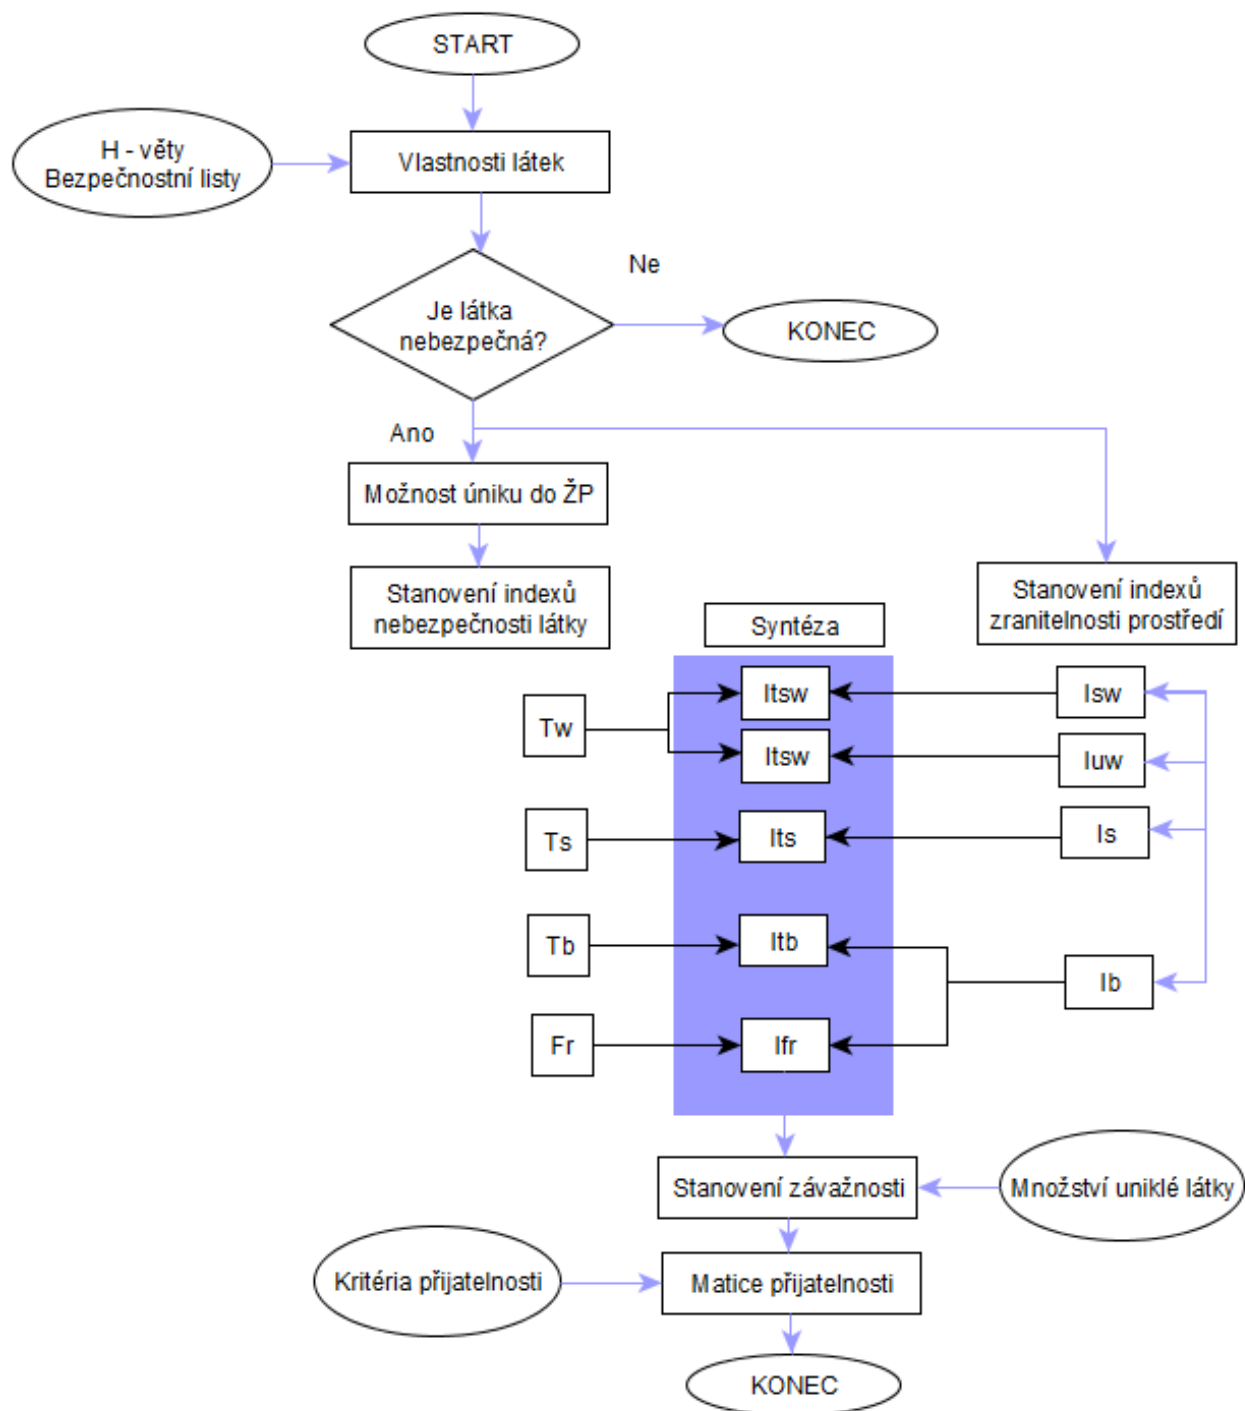 START
H - věty
Bezpečnostní listy
Vlastnosti látek
Ne
Je látka
nebezpečná?
KONEC
Ano
Možnost úniku do ŽP
Stanovení indexů
nebezpečnosti látky
Stanovení indexů
zranitelnosti prostředí
Syntéza
Itsw
Isw
Tw
Itsw
Iuw
Ts
Its
Is
Tb
Itb
Ib
Fr
Ifr
Stanovení závažnosti
Množství uniklé látky
Kritéria přijatelnosti
Matice přijatelnosti
KONEC